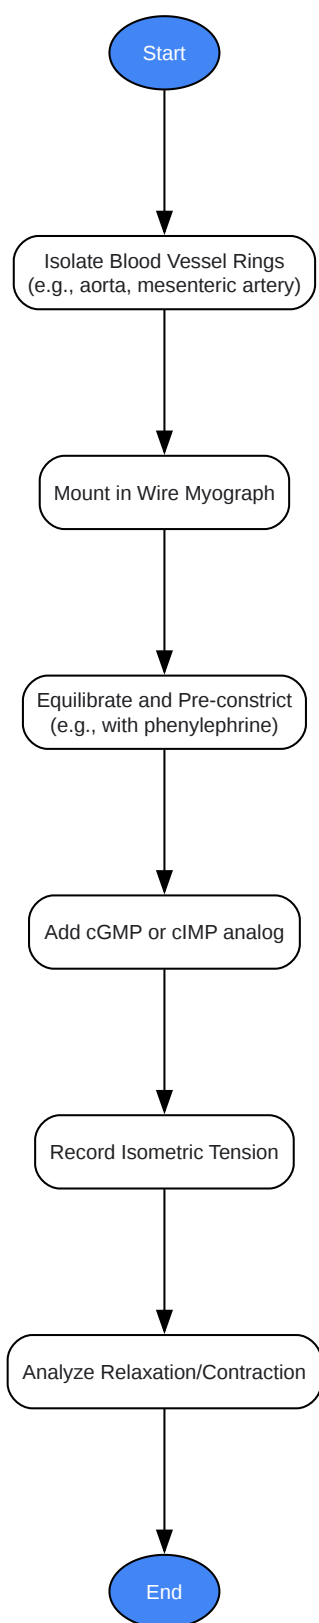 Start
Isolate Blood Vessel Rings
(e.g., aorta, mesenteric artery)
Mount in Wire Myograph
Equilibrate and Pre-constrict
(e.g., with phenylephrine)
Add cGMP or cIMP analog
Record Isometric Tension
Analyze Relaxation/Contraction
End